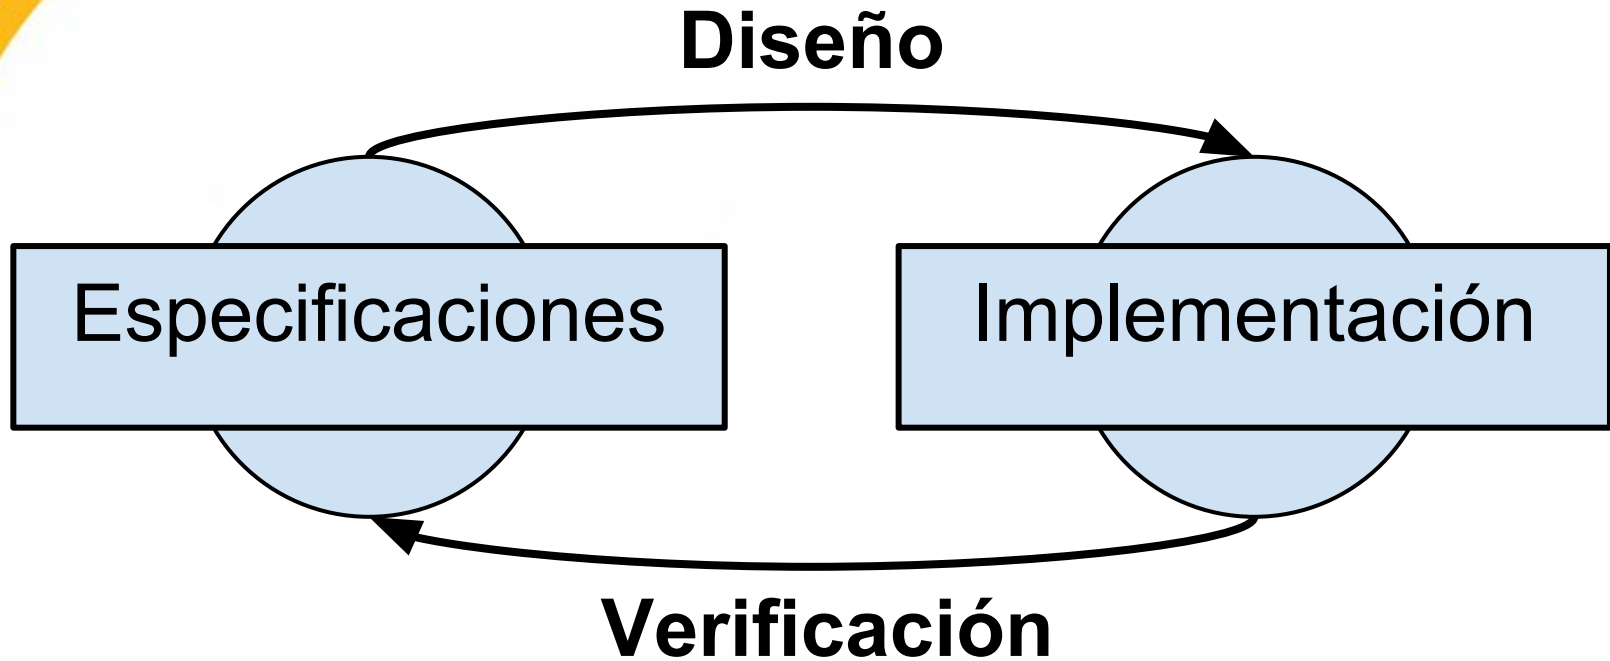 Diseño
Especificaciones
Implementación
Verificación